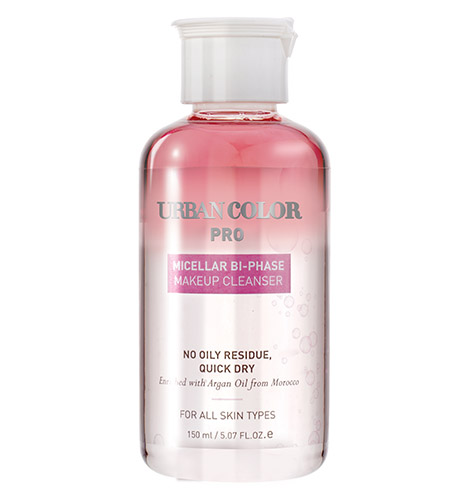 URBAN COLOR
PRO
MICELLAR BI-PHASE
MAKEUP CLEANSER
NO OILY RESIDUE,
QUICK DRY
Enriched with Argan Oil from Morocco
FOR ALL SKIN TYPES
150 ml / 5.07 FL.OZ.e